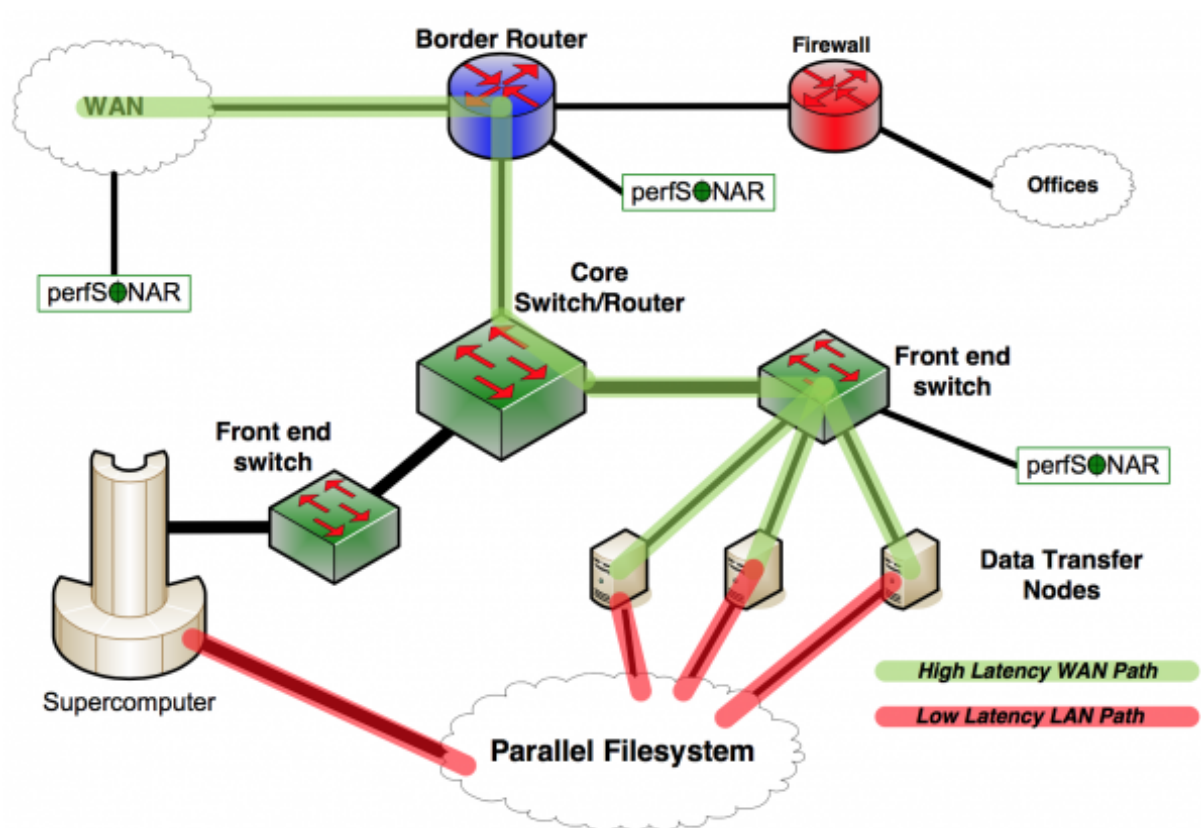 Border Router
Firewall
WAN
perfSONAR
Offices
perfSONAR
Core
Switch/Router
Front end
switch
Front end
switch
perfSONAR
Data Transfer
Nodes
High Latency WAN Path
Supercomputer
Low Latency LAN Path
Parallel Filesystem